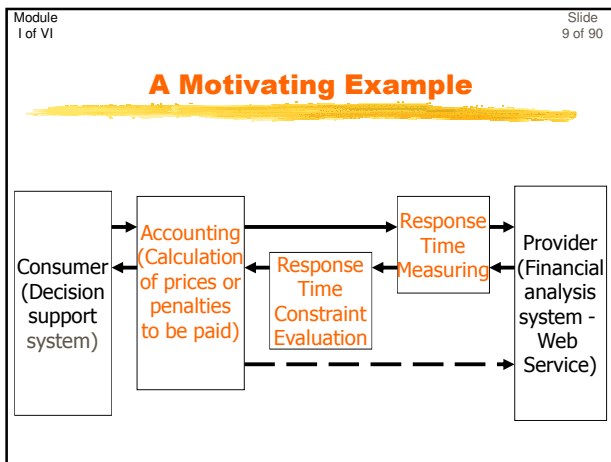 Module
I of VI
Slide
9 of 90
A Motivating Example
Consumer
(Decision
support
system)
Accounting
(Calculation
of prices or
penalties
to be paid)
Response
Time
Constraint
Evaluation
Response
Time
Measuring
Provider
(Financial
analysis
system -
Web
Service)